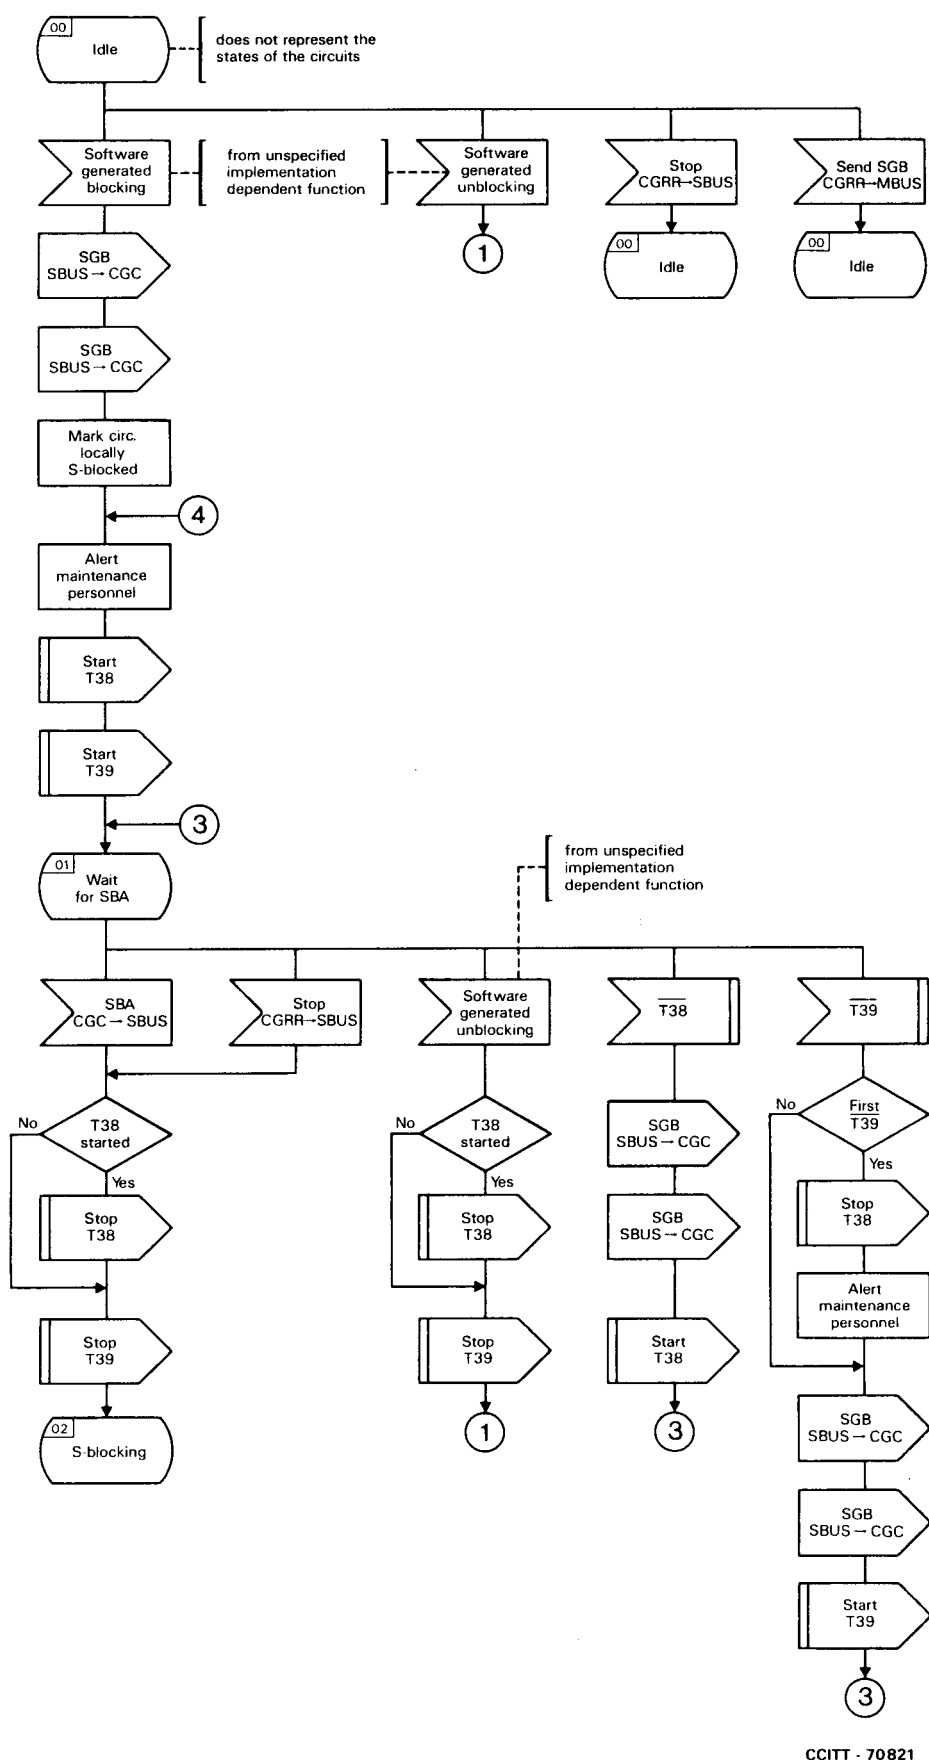 00
Idle
does not represent the
states of the circuits
Software
generated
blocking
from unspecified
implementation
dependent function
Software
generated
unblocking
Stop
CGRR→SBUS
Send SGB
CGRR→MBUS
1
00
Idle
00
Idle
SGB
SBUS → CGC
SGB
SBUS → CGC
Mark circ.
locally
S-blocked
4
Alert
maintenance
personnel
Start
T38
Start
T39
3
01
Wait
for SBA
from unspecified
implementation
dependent function
SBA
CGC → SBUS
Stop
CGRR→SBUS
Software
generated
unblocking
T38
T39
No
T38
started
Yes
Stop
T38
Stop
T39
02
S-blocking
No
T38
started
Yes
Stop
T38
Stop
T39
1
SGB
SBUS → CGC
SGB
SBUS → CGC
Start
T38
3
No
First
T39
Yes
Stop
T38
Alert
maintenance
personnel
SGB
SBUS → CGC
SGB
SBUS → CGC
Start
T39
3
CCITT - 70821